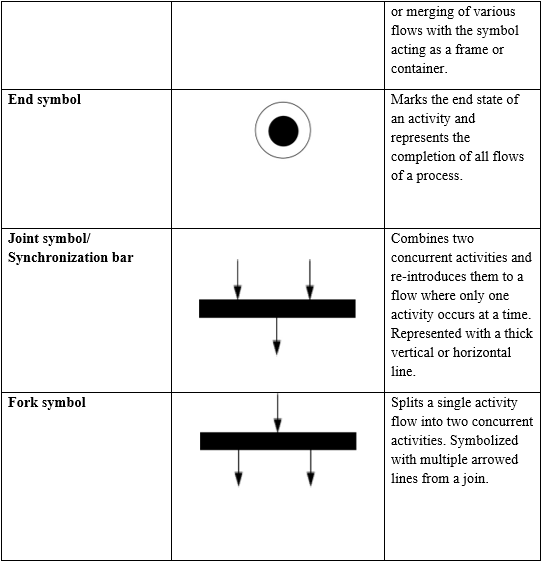 or merging of various
flows with the symbol
acting as a frame or
container.
End symbol
Marks the end state of
an activity and
represents the
completion of all flows
of a process.
Joint symbol/
Synchronization bar
Combines two
concurrent activities and
re-introduces them to a
flow where only one
activity occurs at a time.
Represented with a thick
vertical or horizontal
line.
Fork symbol
Splits a single activity
flow into two concurrent
activities. Symbolized
with multiple arrowed
lines from a join.